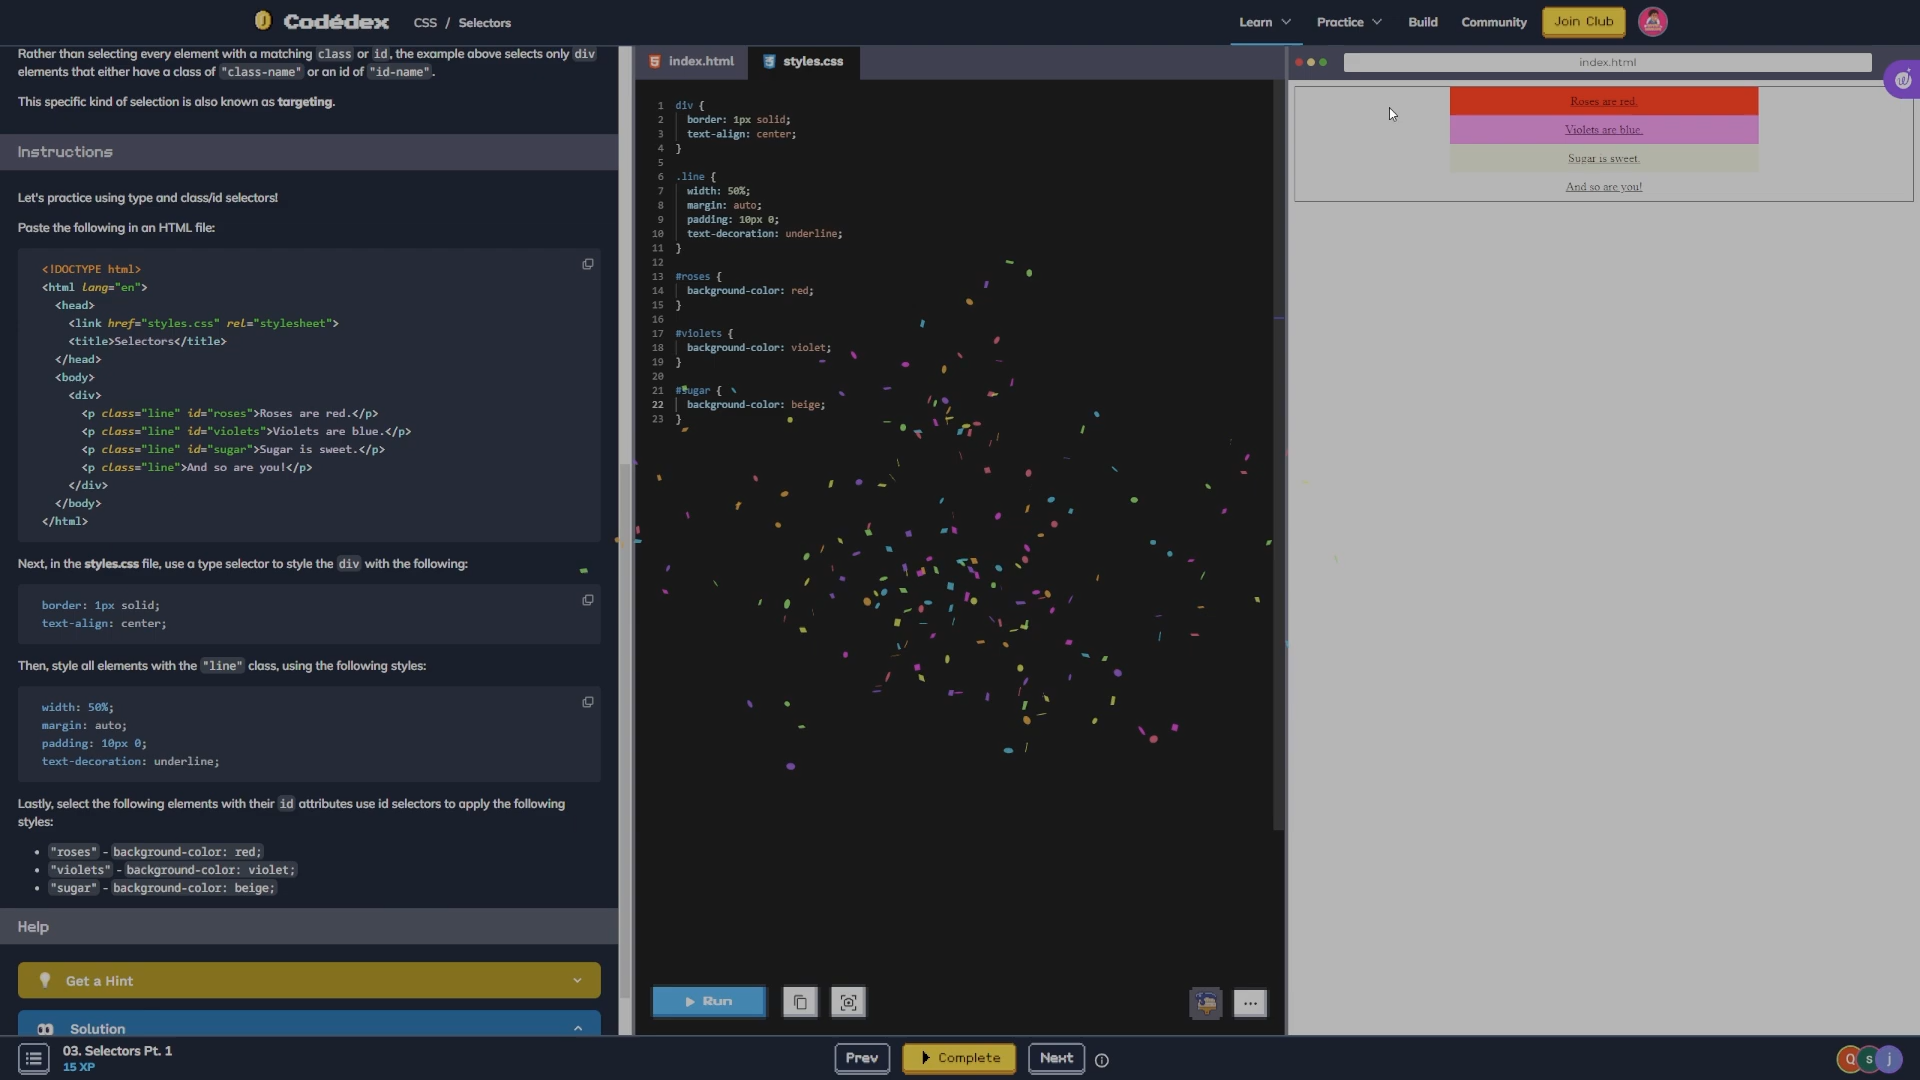 Codédex
CSS / Selectors
Learn
Practice
Build
Community
Join Club
Rather than selecting every element with a matching class or id, the example above selects only div
elements that either have a class of "class-name" or an id of "id-name".
This specific kind of selection is also known as targeting.
Instructions
Let's practice using type and class/id selectors!
Paste the following in an HTML file:
<!DOCTYPE html>
<html lang="en">
<head>
<link href="styles.css" rel="stylesheet">
<title>Selectors</title>
</head>
<body>
<div>
<p class="line" id="roses">Roses are red.</p>
<p class="line" id="violets">Violets are blue.</p>
<p class="line" id="sugar">Sugar is sweet.</p>
<p class="line">And so are you!</p>
</div>
</body>
</html>
Next, in the styles.css file, use a type selector to style the div with the following:
border: 1px solid;
text-align: center;
Then, style all elements with the "line" class, using the following styles:
width: 50%;
margin: auto;
padding: 10px 0;
text-decoration: underline;
Lastly, select the following elements with their id attributes use id selectors to apply the following
styles:
• "roses" - background-color: red;
• "violets" - background-color: violet;
• "sugar" - background-color: beige;
Help
Get a Hint
Solution
index.html
styles.css
1 div {
2 border: 1px solid;
3 text-align: center;
4 }
5
6 .line {
7 width: 50%;
8 margin: auto;
9 padding: 10px 0;
10 text-decoration: underline;
11 }
12
13 #roses {
14 background-color: red;
15 }
16
17 #violets {
18 background-color: violet;
19 }
20
21 #sugar {
22 background-color: beige;
23 }
Run
index.html
Roses are red.
Violets are blue.
Sugar is sweet.
And so are you!
03. Selectors Pt. 1
15 XP
Prev
Complete
Next
Q s j